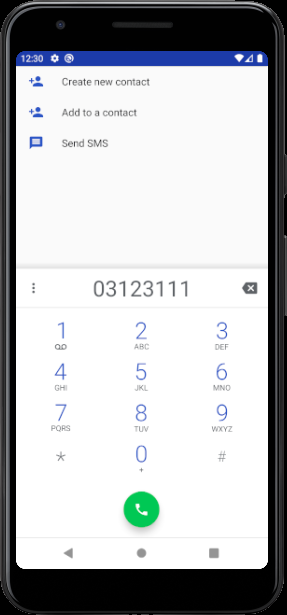 12:30
Create new contact
Add to a contact
Send SMS
03123111
1 2 3
ABC DEF
4 5 6
GHI JKL MNO
7 8 9
PQRS TUV WXYZ
* 0 #
+